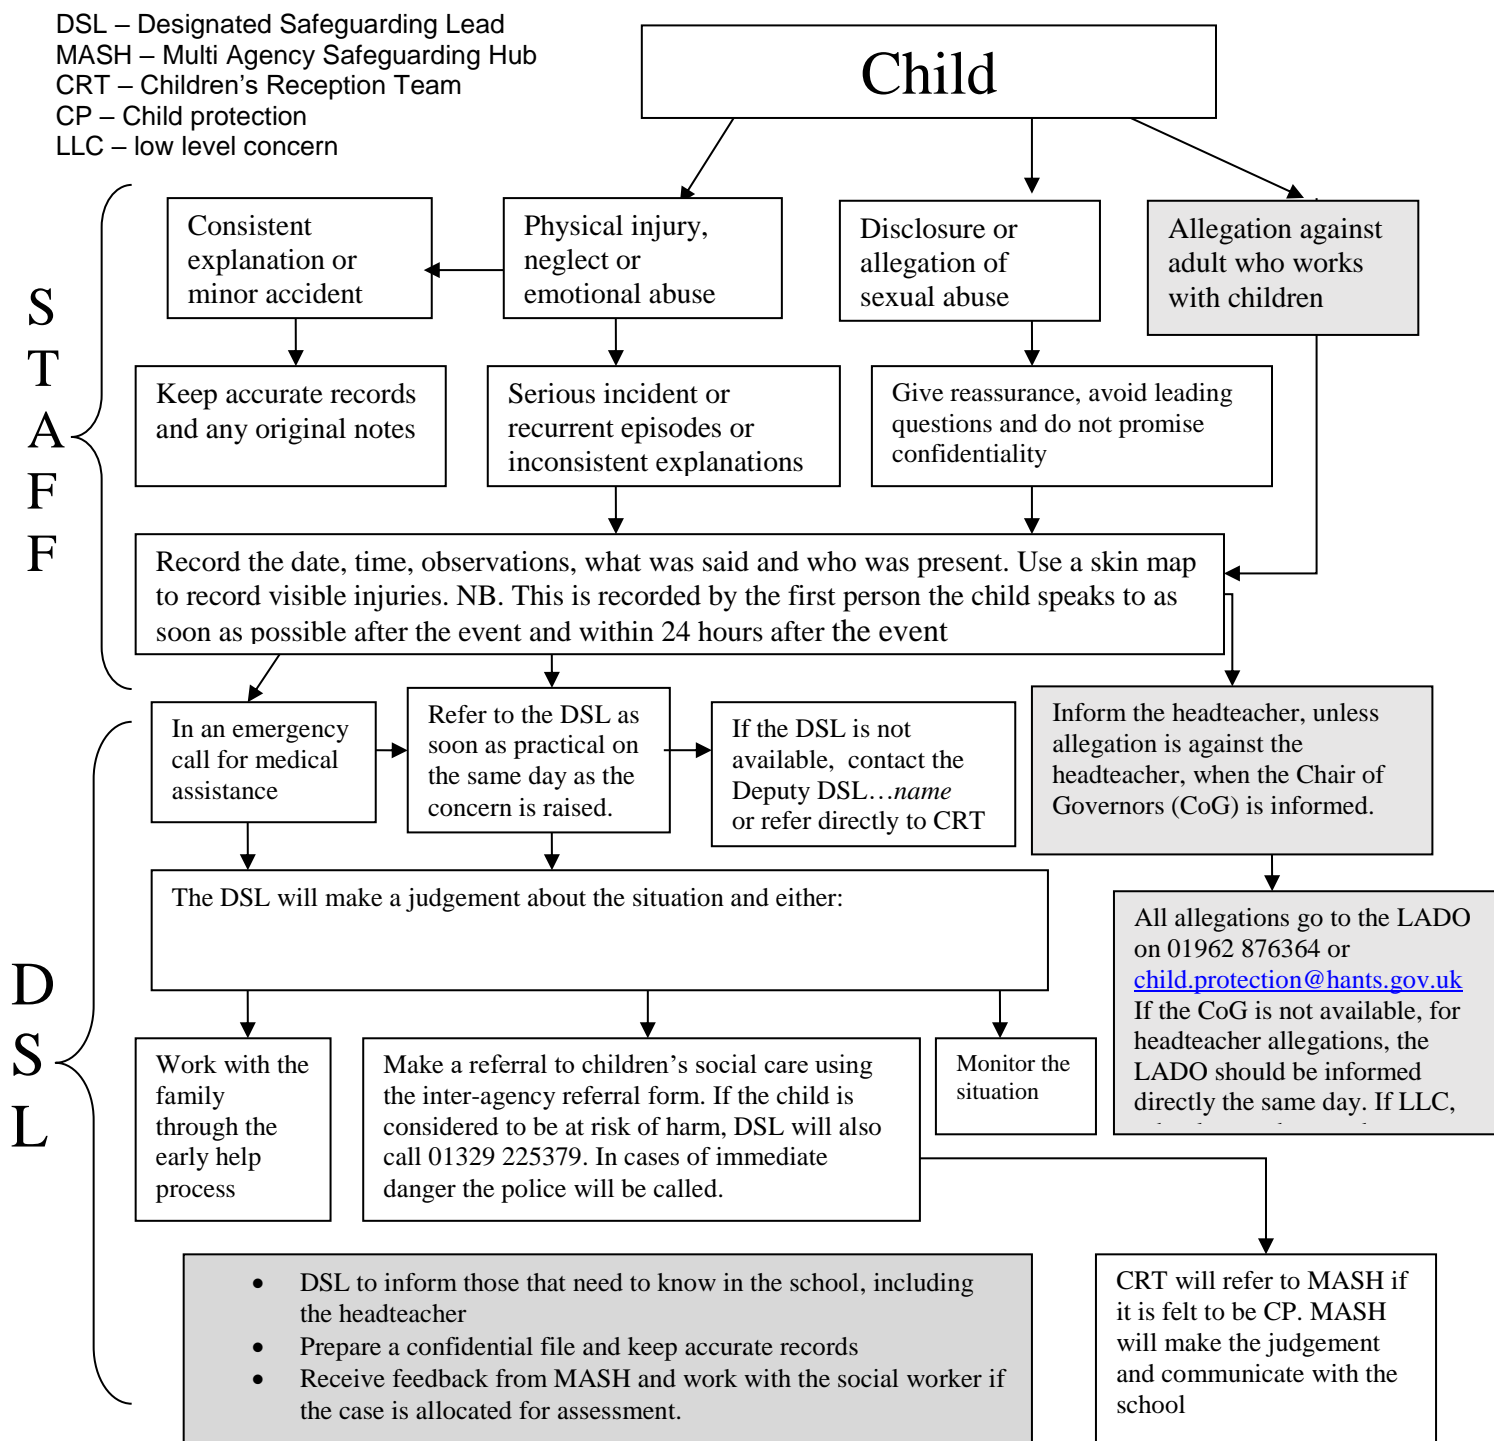 DSL – Designated Safeguarding Lead
MASH – Multi Agency Safeguarding Hub
CRT – Children's Reception Team
CP – Child protection
LLC – low level concern
Child
S
T
A
F
F
Consistent
explanation or
minor accident
Physical injury,
neglect or
emotional abuse
Disclosure or
allegation of
sexual abuse
Allegation against
adult who works
with children
Keep accurate records
and any original notes
Serious incident or
recurrent episodes or
inconsistent explanations
Give reassurance, avoid leading
questions and do not promise
confidentiality
Record the date, time, observations, what was said and who was present. Use a skin map
to record visible injuries. NB. This is recorded by the first person the child speaks to as
soon as possible after the event and within 24 hours after the event
D
S
L
In an emergency
call for medical
assistance
Refer to the DSL as
soon as practical on
the same day as the
concern is raised.
If the DSL is not
available, contact the
Deputy DSL…name
or refer directly to CRT
Inform the headteacher, unless
allegation is against the
headteacher, when the Chair of
Governors (CoG) is informed.
The DSL will make a judgement about the situation and either:
All allegations go to the LADO
on 01962 876364 or
child.protection@hants.gov.uk
If the CoG is not available, for
headteacher allegations, the
LADO should be informed
directly the same day. If LLC,
Work with the
family
through the
early help
process
Make a referral to children's social care using
the inter-agency referral form. If the child is
considered to be at risk of harm, DSL will also
call 01329 225379. In cases of immediate
danger the police will be called.
Monitor the
situation
• DSL to inform those that need to know in the school, including
the headteacher
• Prepare a confidential file and keep accurate records
• Receive feedback from MASH and work with the social worker if
the case is allocated for assessment.
CRT will refer to MASH if
it is felt to be CP. MASH
will make the judgement
and communicate with the
school